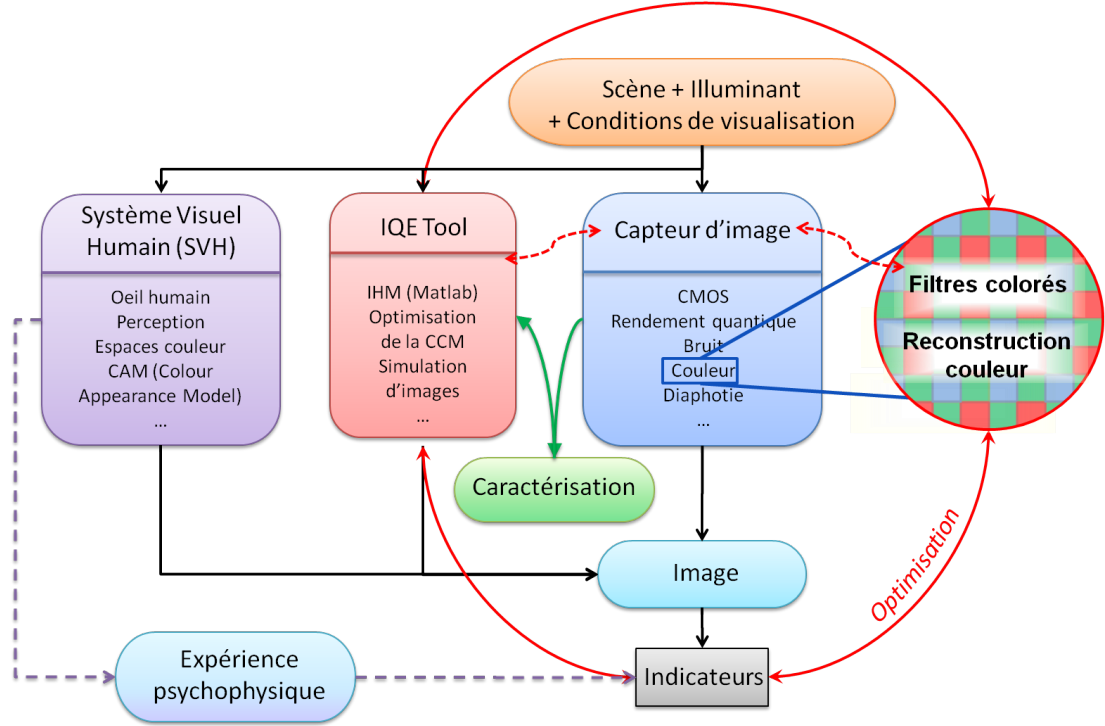 Scène + Illuminant
+ Conditions de visualisation
Système Visuel
Humain (SVH)
Oeil humain
Perception
Espaces couleur
CAM (Colour
Appearance Model)
...
IQE Tool
IHM (Matlab)
Optimisation
de la CCM
Simulation
d'images
...
Capteur d'image
CMOS
Rendement quantique
Bruit
Couleur
Diaphotie
...
Filtres colorés
Reconstruction
couleur
Caractérisation
Image
Optimisation
Expérience
psychophysique
Indicateurs